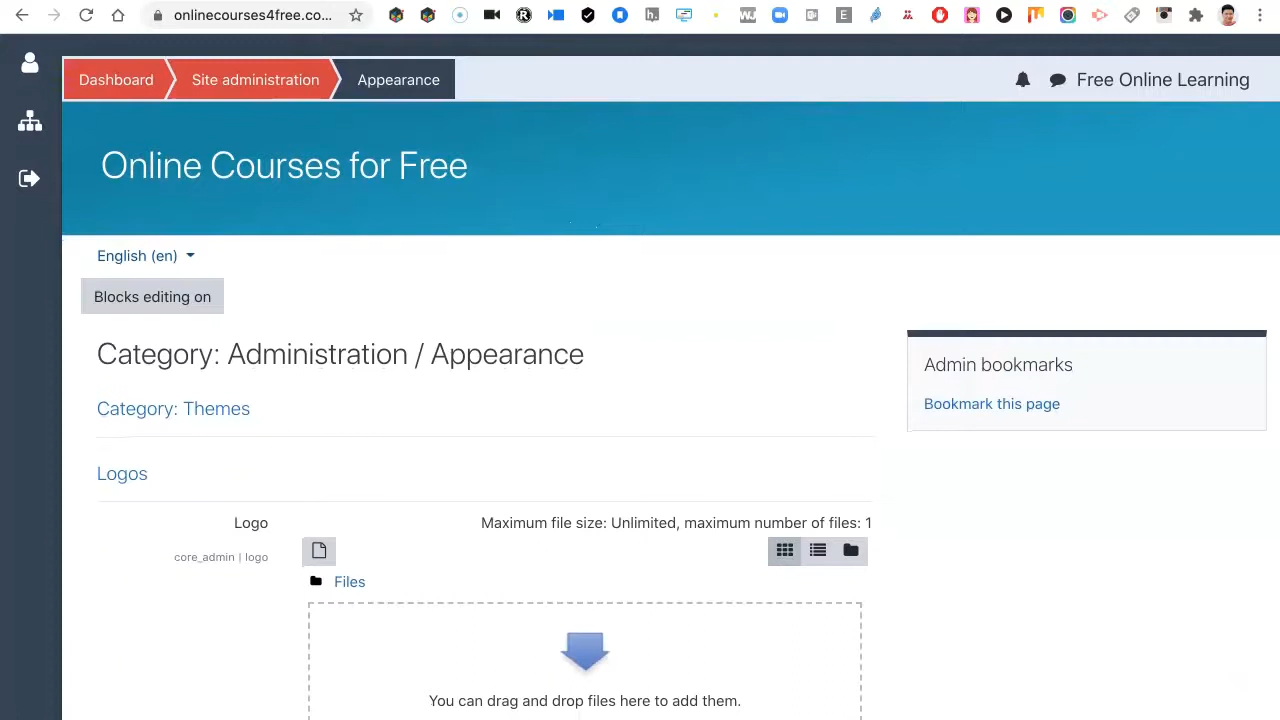 onlinecourses4free.co...
Dashboard
Site administration
Appearance
Free Online Learning
Online Courses for Free
English (en)
Blocks editing on
Category: Administration / Appearance
Admin bookmarks
Bookmark this page
Category: Themes
Logos
Logo
Maximum file size: Unlimited, maximum number of files: 1
core_admin | logo
Files
You can drag and drop files here to add them.